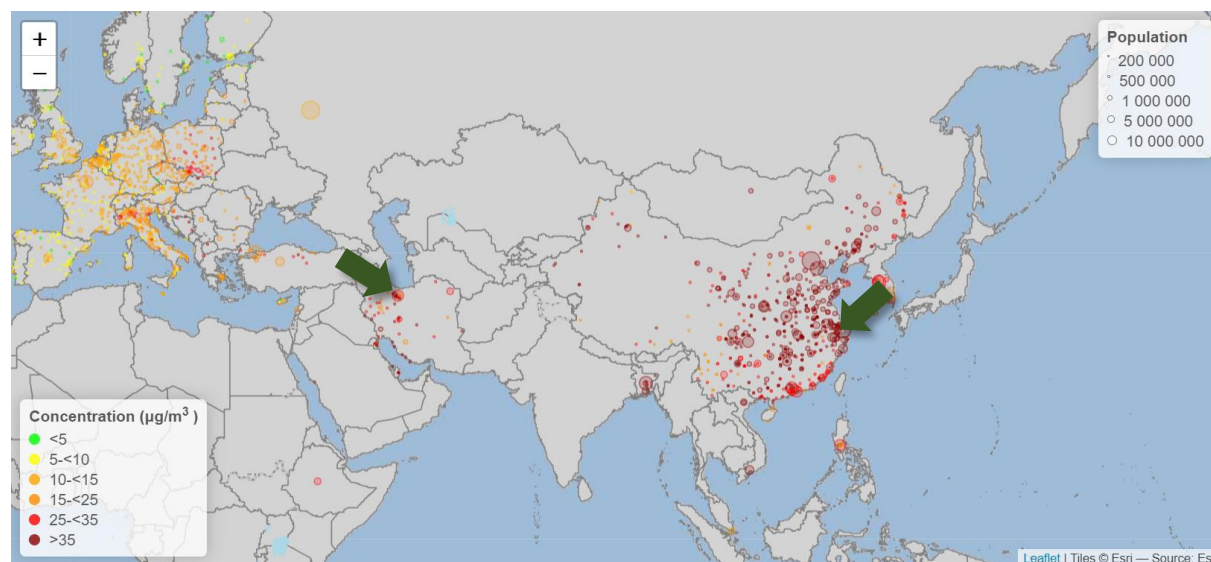 +
−
Population
200 000
500 000
1 000 000
5 000 000
10 000 000
Concentration (µg/m³ )
<5
5-<10
10-<15
15-<25
25-<35
>35
Leaflet | Tiles © Esri — Source: Es